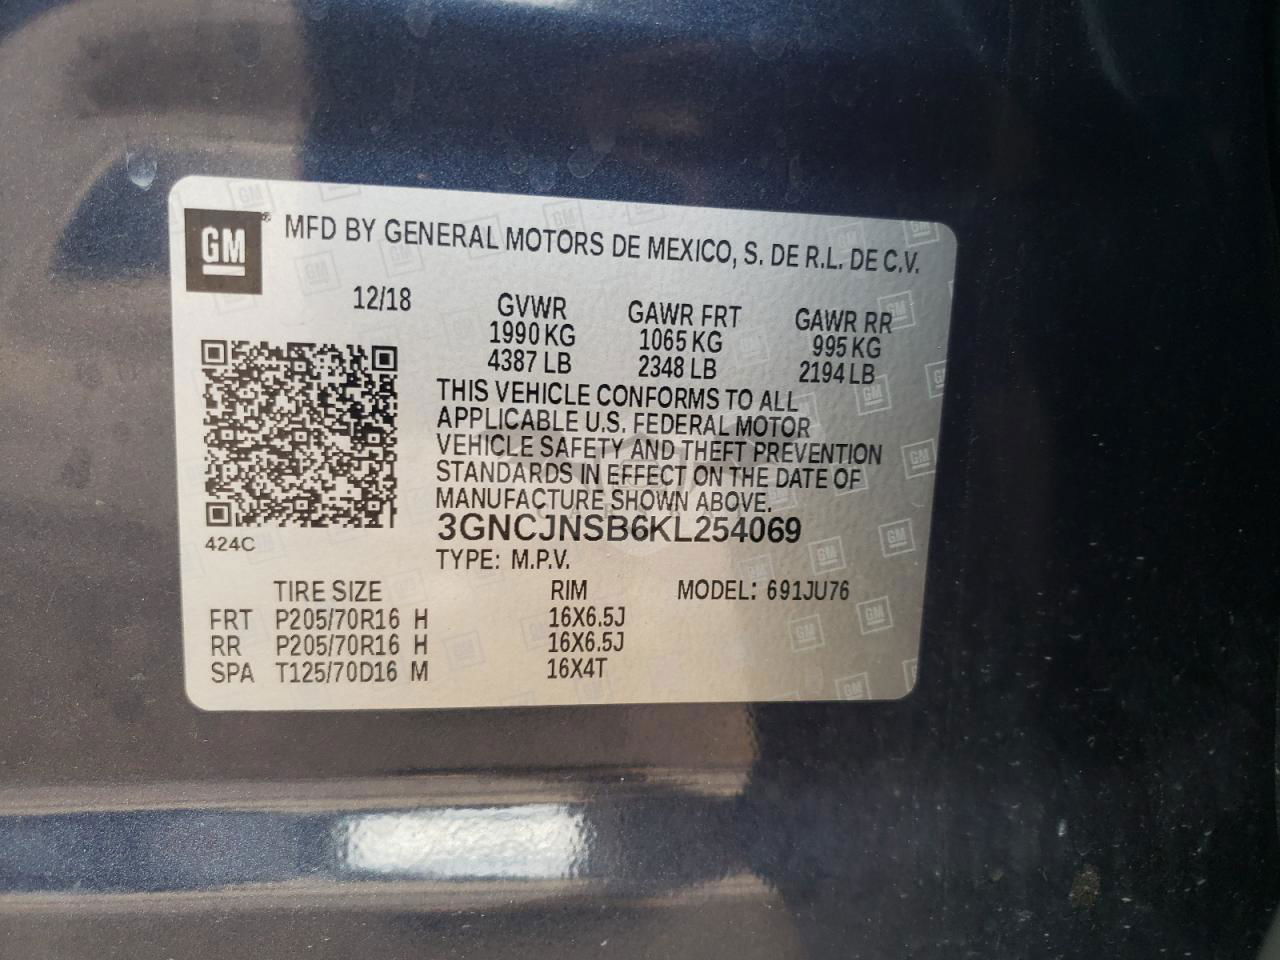 GM
MFD BY GENERAL MOTORS DE MEXICO, S. DE R.L. DE C.V.
12/18 GVWR GAWR FRT GAWR RR
1990 KG 1065 KG 995 KG
4387 LB 2348 LB 2194 LB
THIS VEHICLE CONFORMS TO ALL
APPLICABLE U.S. FEDERAL MOTOR
VEHICLE SAFETY AND THEFT PREVENTION
STANDARDS IN EFFECT ON THE DATE OF
MANUFACTURE SHOWN ABOVE.
3GNCJNSB6KL254069
424C
TYPE: M.P.V.
TIRE SIZE RIM MODEL: 691JU76
FRT P205/70R16 H 16X6.5J
RR P205/70R16 H 16X6.5J
SPA T125/70D16 M 16X4T